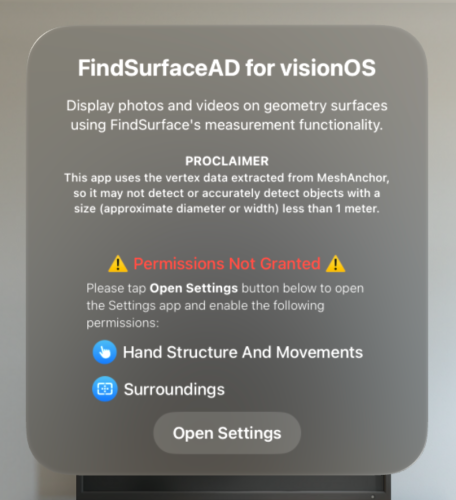 FindSurfaceAD for visionOS
Display photos and videos on geometry surfaces
using FindSurface's measurement functionality.
PROCLAIMER
This app uses the vertex data extracted from MeshAnchor,
so it may not detect or accurately detect objects with a
size (approximate diameter or width) less than 1 meter.
⚠️ Permissions Not Granted ⚠️
Please tap Open Settings button below to open
the Settings app and enable the following
permissions:
Hand Structure And Movements
Surroundings
Open Settings